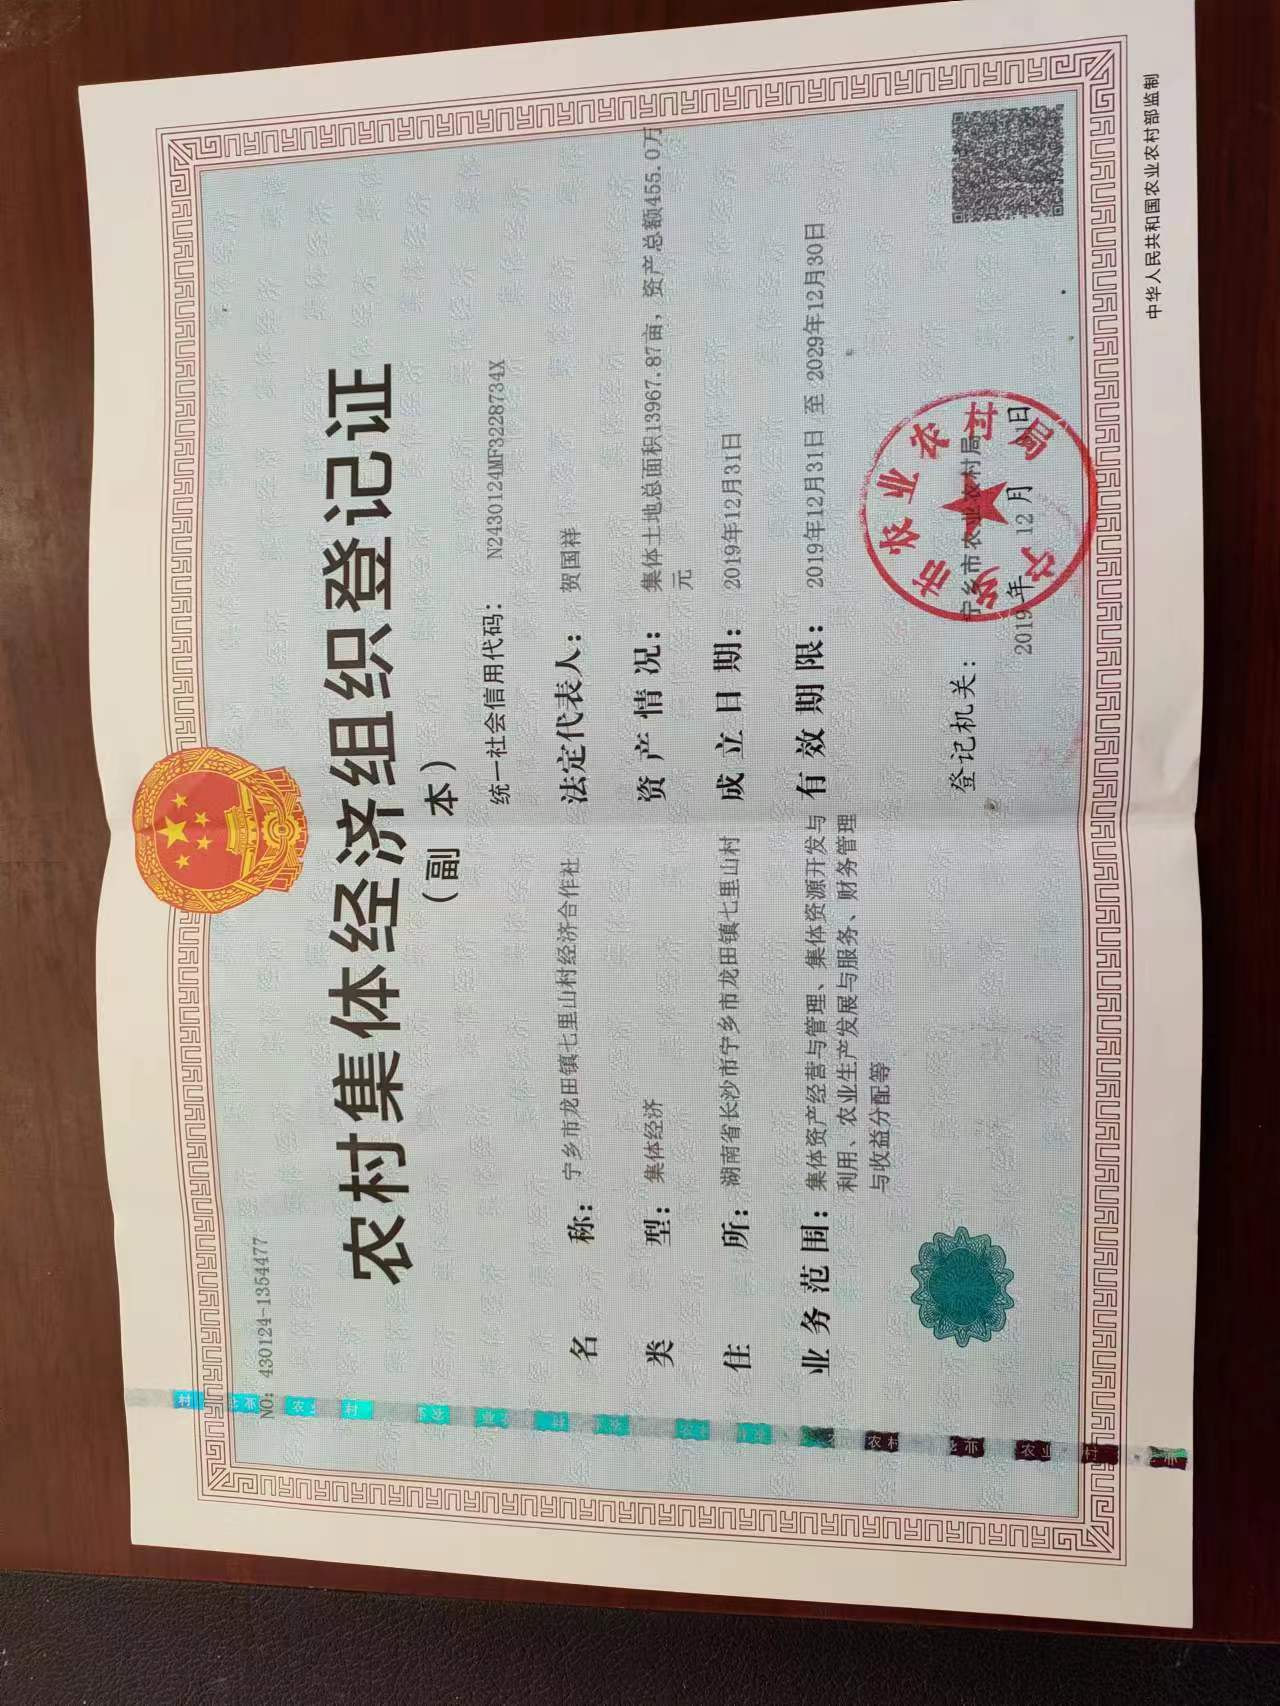 NO: 430124-1354477
农村集体经济组织登记证
（副 本）
统一社会信用代码： N2430124MF3228734X
名 称： 宁乡市龙田镇七里山村经济合作社
法定代表人： 贺国祥
类 型： 集体经济
资产情况： 集体土地总面积13967.87亩，资产总额455.0万
元
住 所： 湖南省长沙市宁乡市龙田镇七里山村
成立日期： 2019年12月31日
业务范围： 集体资产经营与管理、集体资源开发与
利用、农业生产发展与服务、财务管理
与收益分配等
有效期限： 2019年12月31日 至 2029年12月30日
登记机关： 宁乡市农业农村局
2019 年 12 月 日
宁乡市农业农村局
中华人民共和国农业农村部监制